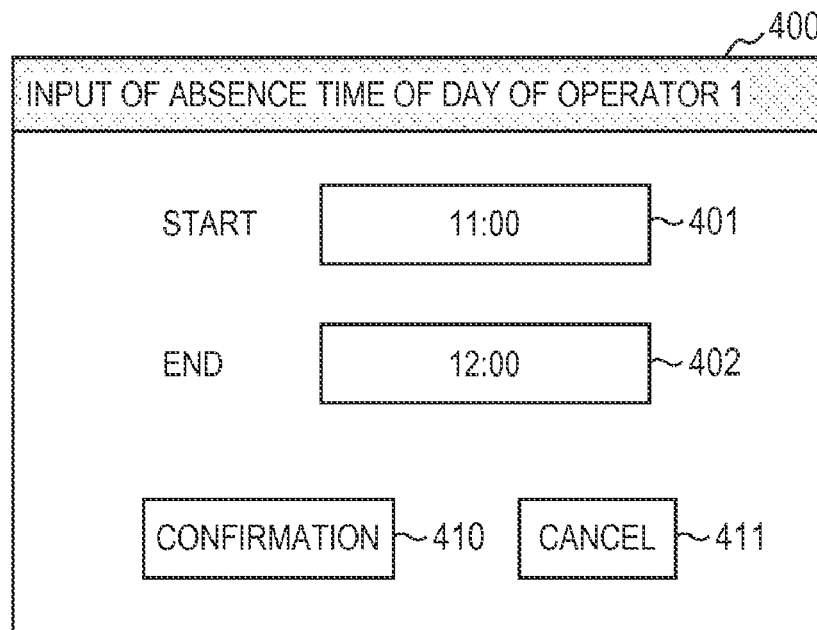 400
INPUT OF ABSENCE TIME OF DAY OF OPERATOR 1
START 11:00 401
END 12:00 402
CONFIRMATION 410 CANCEL 411